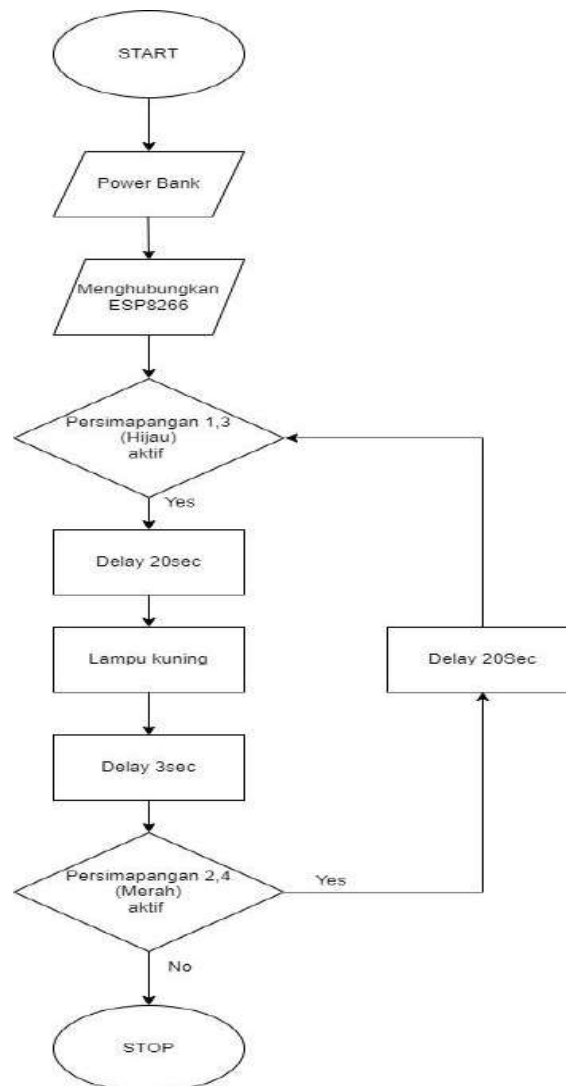 START
Power Bank
Menghubungkan
ESP8266
Persimapangan 1,3
(Hijau)
aktif
Yes
Delay 20sec
Lampu kuning
Delay 20Sec
Delay 3sec
Persimapangan 2,4
(Merah)
aktif
Yes
No
STOP